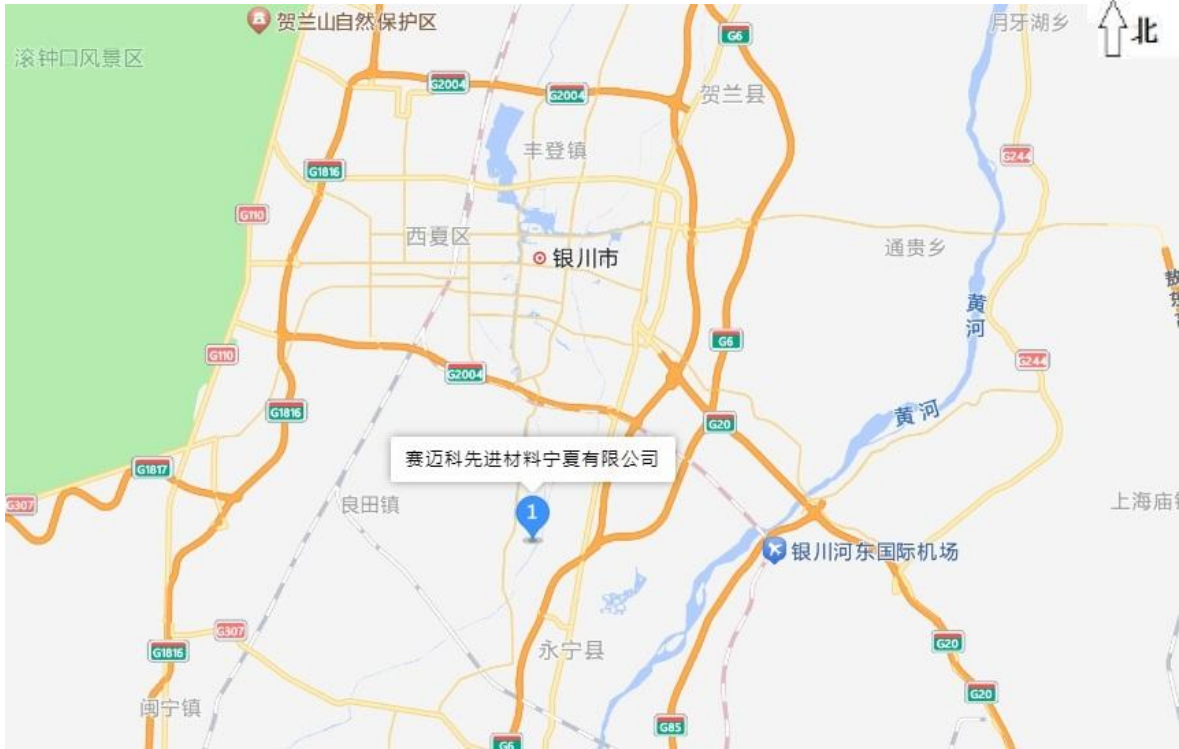 贺兰山自然保护区
G6
月牙湖乡
北
滚钟口风景区
G2004
G2004
贺兰县
丰登镇
G244
G1816
G110
西夏区
通贵乡
银川市
黄河
G6
G110
G244
G2004
G1816
黄河
G20
赛迈科先进材料宁夏有限公司
G1817
G307
良田镇
1
上海庙镇
银川河东国际机场
G307
G1816
永宁县
G20
G20
闽宁镇
G85
G6